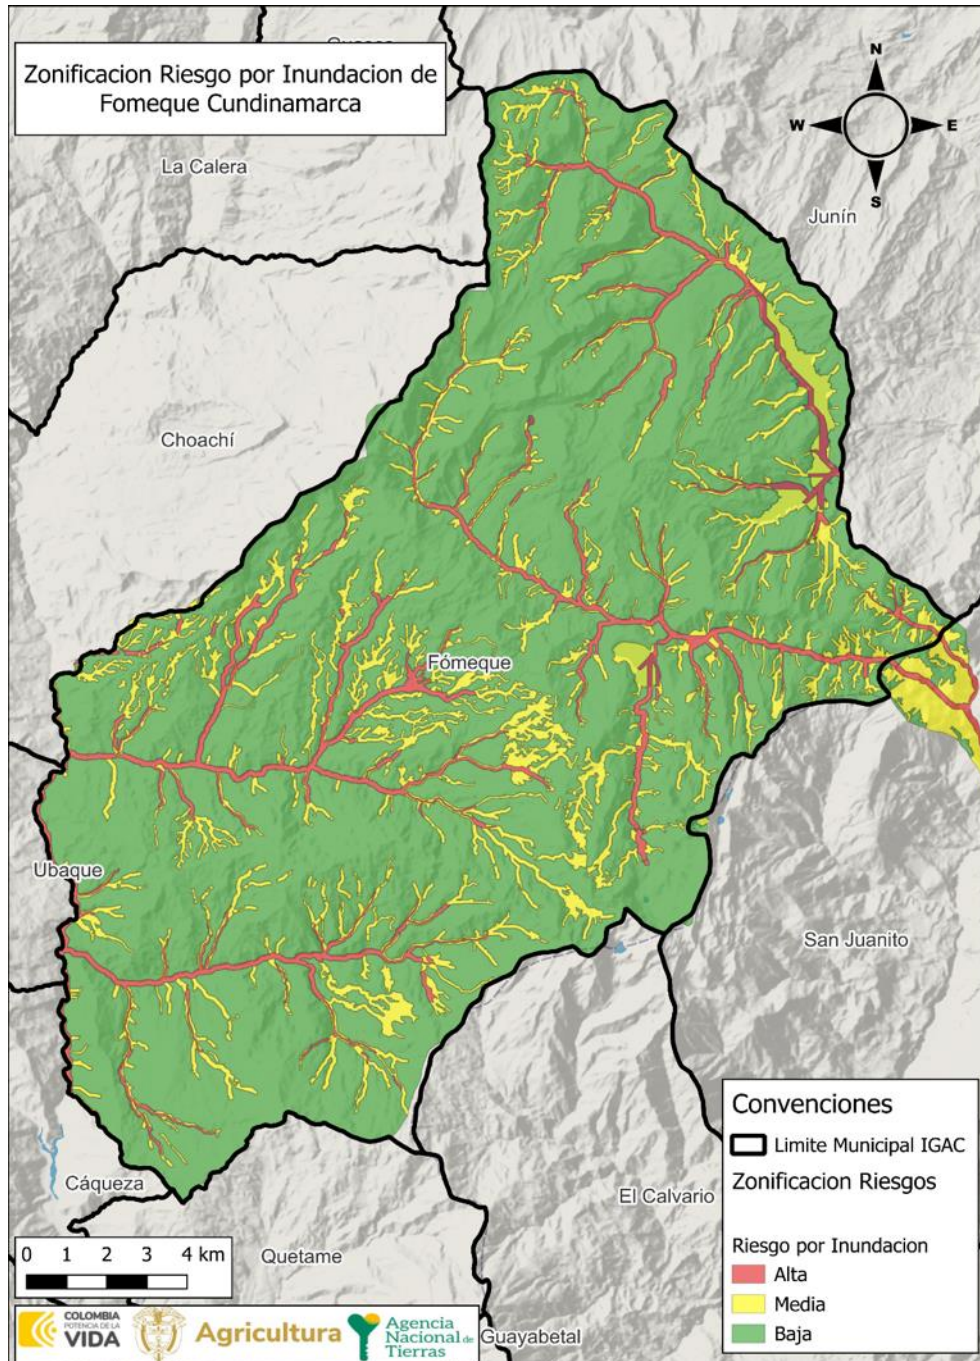 Zonificacion Riesgo por Inundacion de
Fomeque Cundinamarca
N
W
E
S
La Calera
Junín
Choachí
Fómeque
Ubaque
San Juanito
Cáqueza
El Calvario
Quetame
Guayabetal
0 1 2 3 4 km
Convenciones
Limite Municipal IGAC
Zonificacion Riesgos
Riesgo por Inundacion
Alta
Media
Baja
COLOMBIA
POTENCIA DE LA
VIDA
Agricultura
Agencia
Nacional de
Tierras